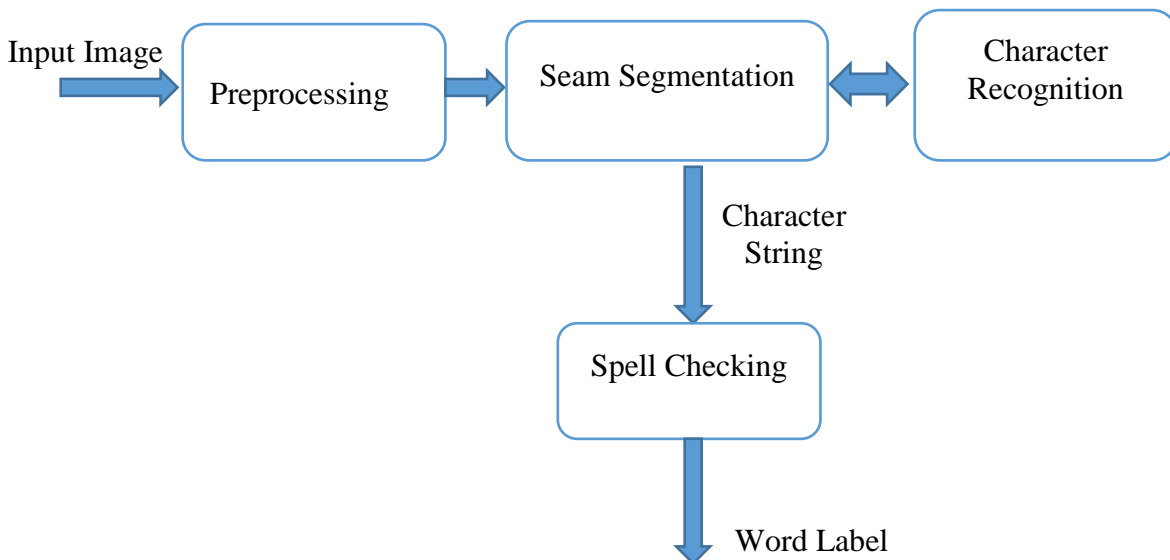 Input Image
Preprocessing
Seam Segmentation
Character
Recognition
Character
String
Spell Checking
Word Label